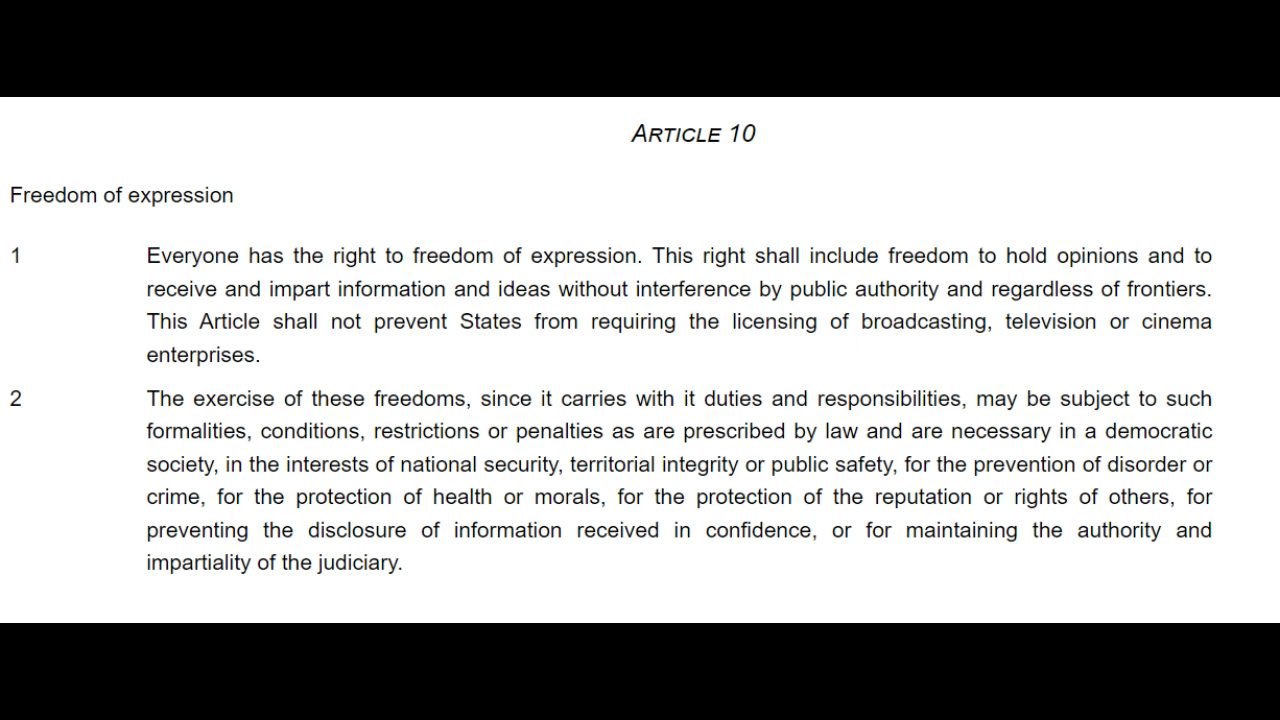 ARTICLE 10
Freedom of expression
1 Everyone has the right to freedom of expression. This right shall include freedom to hold opinions and to
receive and impart information and ideas without interference by public authority and regardless of frontiers.
This Article shall not prevent States from requiring the licensing of broadcasting, television or cinema
enterprises.
2 The exercise of these freedoms, since it carries with it duties and responsibilities, may be subject to such
formalities, conditions, restrictions or penalties as are prescribed by law and are necessary in a democratic
society, in the interests of national security, territorial integrity or public safety, for the prevention of disorder or
crime, for the protection of health or morals, for the protection of the reputation or rights of others, for
preventing the disclosure of information received in confidence, or for maintaining the authority and
impartiality of the judiciary.